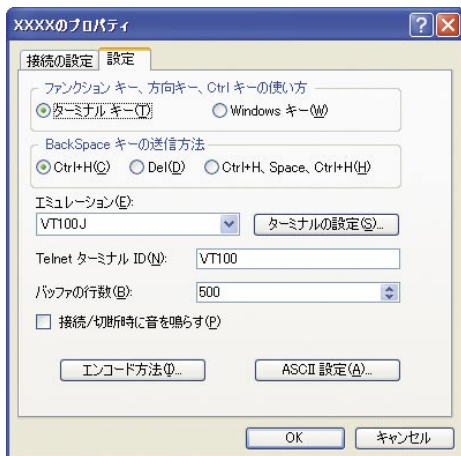 XXXXのプロパティ
接続の設定 設定
ファンクション キー、方向キー、Ctrl キーの使い方
ターミナル キー(T) Windows キー(W)
BackSpace キーの送信方法
Ctrl+H(C) Del(D) Ctrl+H、Space、Ctrl+H(H)
エミュレーション(E):
VT100J ターミナルの設定(S)...
Telnet ターミナル ID(N): VT100
バッファの行数(B): 500
接続/切断時に音を鳴らす(P)
エンコード方法(I)... ASCII 設定(A)...
OK キャンセル